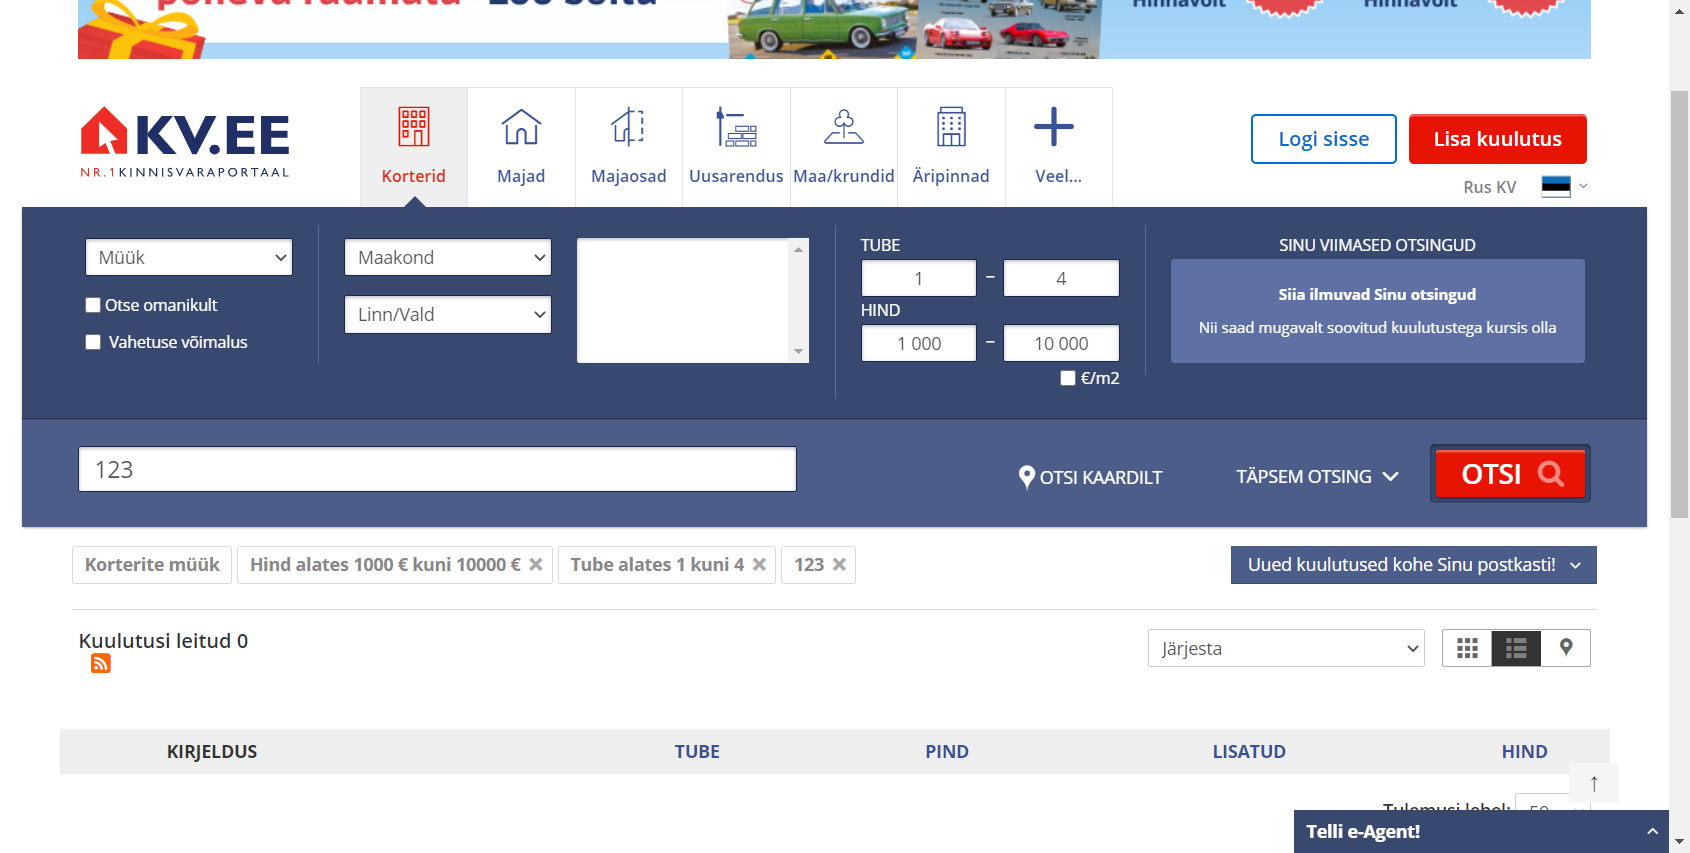 KV.EE
NR.1 KINNISVARAPORTAAL
Korterid
Majad
Majaosad
Uusarendus
Maa/krundid
Äripinnad
Veel...
Logi sisse
Lisa kuulutus
Rus KV
Müük
Otse omanikult
Vahetuse võimalus
Maakond
Linn/Vald
TUBE
1 – 4
HIND
1 000 – 10 000
€/m2
SINU VIIMASED OTSINGUD
Siia ilmuvad Sinu otsingud
Nii saad mugavalt soovitud kuulutustega kursis olla
123
OTSI KAARDILT
TÄPSEM OTSING
OTSI
Korterite müük
Hind alates 1000 € kuni 10000 €
Tube alates 1 kuni 4
123
Uued kuulutused kohe Sinu postkasti!
Kuulutusi leitud 0
Järjesta
KIRJELDUS
TUBE
PIND
LISATUD
HIND
↑
Tulemusi lehel: 50
Telli e-Agent!